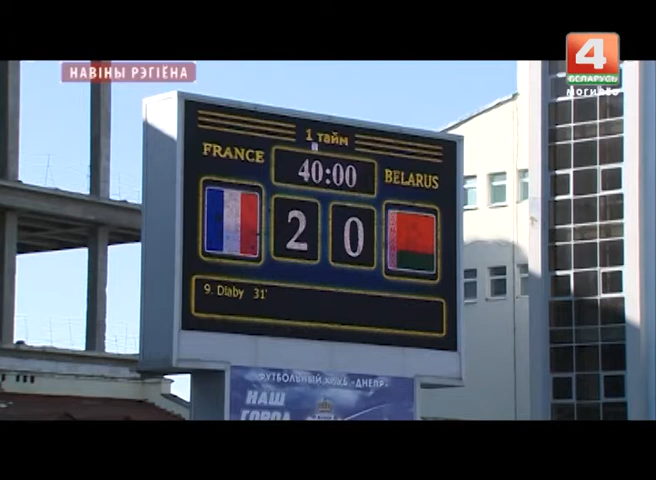 НАВІНЫ РЭГІЁНА
4
БЕЛАРУСЬ
МОГИЛЕВ
1 тайм
FRANCE
40:00
BELARUS
2 0
9. Diaby 31'
ФУТБОЛЬНЫЙ КЛУБ «ДНЕПР»
НАШ
ГОРОД